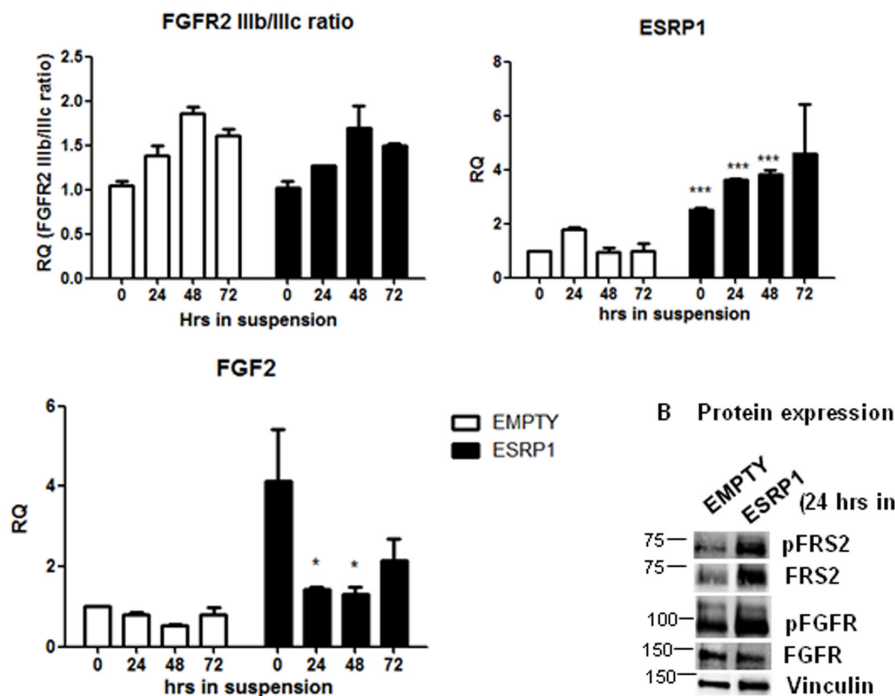 FGFR2 IIIb/IIIc ratio
RQ (FGFR2 IIIb/IIIc ratio)
2.5
2.0
1.5
1.0
0.5
0.0
0 24 48 72 0 24 48 72
Hrs in suspension
ESRP1
RQ
8
6
4
2
0
*** *** ***
0 24 48 72 0 24 48 72
hrs in suspension
FGF2
RQ
6
4
2
0
* *
0 24 48 72 0 24 48 72
hrs in suspension
EMPTY
ESRP1
B Protein expression
EMPTY ESRP1 (24 hrs in
75 pFRS2
75 FRS2
100 pFGFR
150 FGFR
150 Vinculin